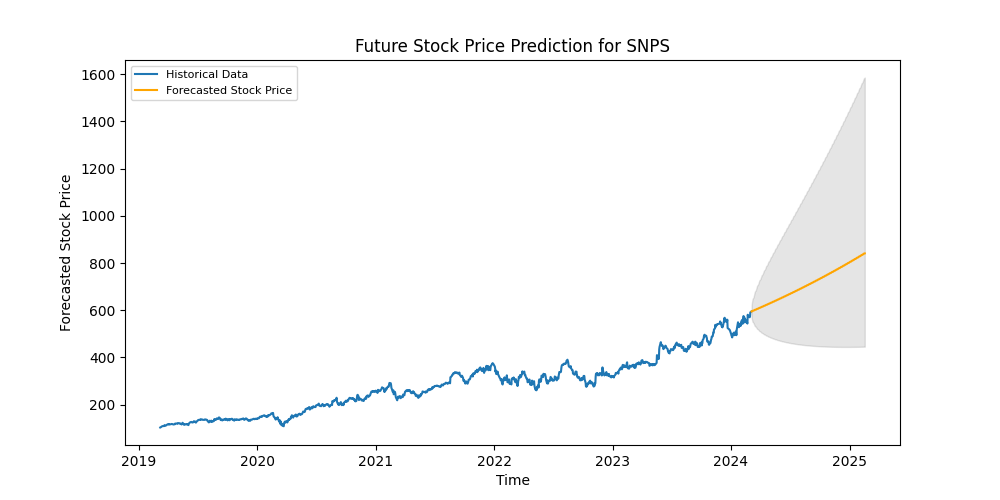 Future Stock Price Prediction for SNPS
Historical Data
Forecasted Stock Price
Forecasted Stock Price
1600
1400
1200
1000
800
600
400
200
2019 2020 2021 2022 2023 2024 2025
Time